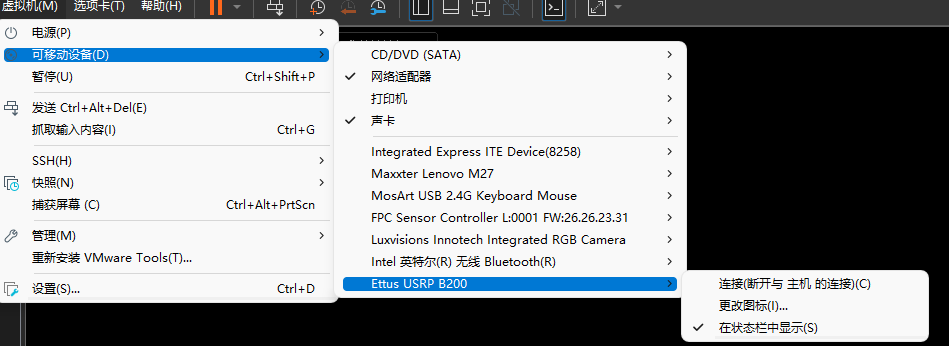 虚拟机(M) 选项卡(T) 帮助(H)
电源(P)
可移动设备(D)
暂停(U) Ctrl+Shift+P
发送 Ctrl+Alt+Del(E)
抓取输入内容(I) Ctrl+G
SSH(H)
快照(N)
捕获屏幕 (C) Ctrl+Alt+PrtScn
管理(M)
重新安装 VMware Tools(T)...
设置(S)... Ctrl+D
CD/DVD (SATA)
网络适配器
打印机
声卡
Integrated Express ITE Device(8258)
Maxxter Lenovo M27
MosArt USB 2.4G Keyboard Mouse
FPC Sensor Controller L:0001 FW:26.26.23.31
Luxvisions Innotech Integrated RGB Camera
Intel 英特尔(R) 无线 Bluetooth(R)
Ettus USRP B200
连接(断开与 主机 的连接)(C)
更改图标(I)...
在状态栏中显示(S)